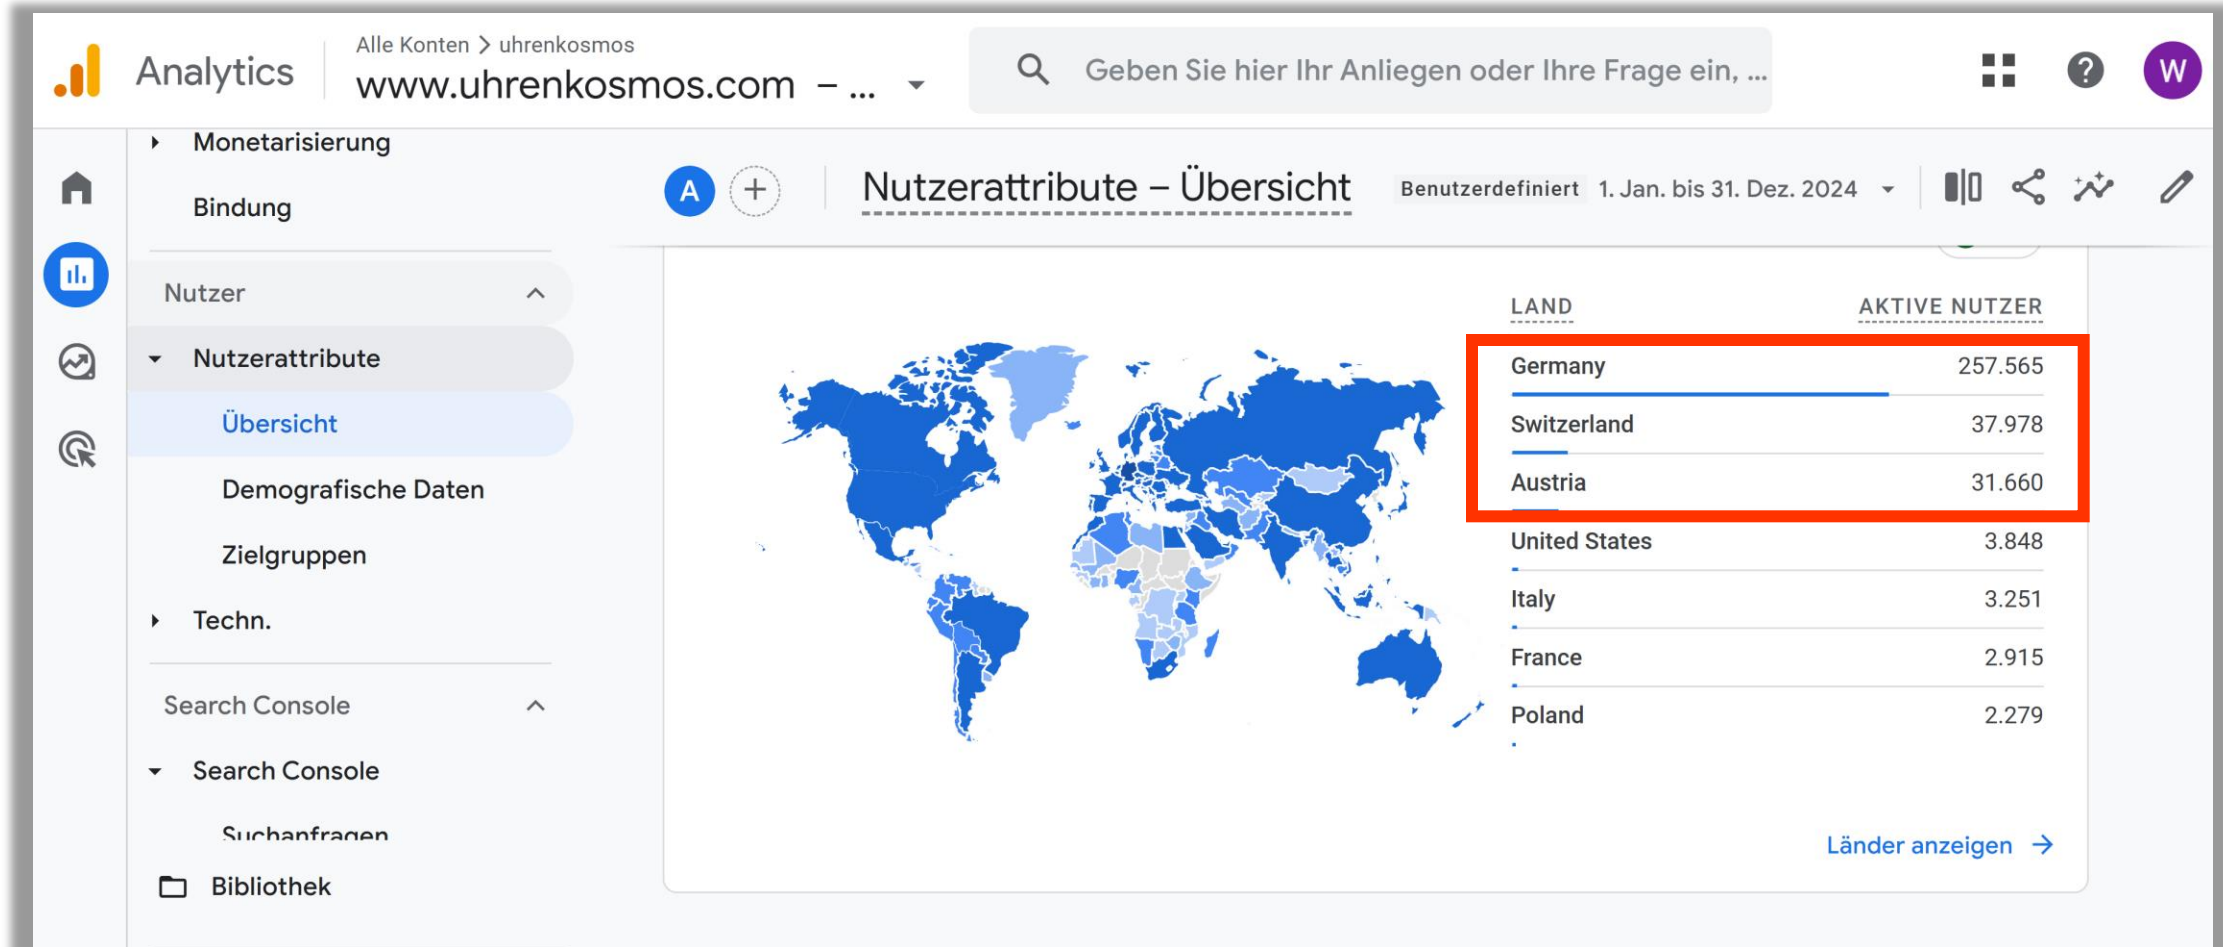 Analytics
Alle Konten > uhrenkosmos
www.uhrenkosmos.com – ...
Geben Sie hier Ihr Anliegen oder Ihre Frage ein, ...
?
W
Monetarisierung
Bindung
Nutzer
Nutzerattribute
Übersicht
Demografische Daten
Zielgruppen
Techn.
Search Console
Search Console
Suchanfragen
Bibliothek
A
Nutzerattribute – Übersicht
Benutzerdefiniert 1. Jan. bis 31. Dez. 2024
LAND AKTIVE NUTZER
Germany 257.565
Switzerland 37.978
Austria 31.660
United States 3.848
Italy 3.251
France 2.915
Poland 2.279
Länder anzeigen →